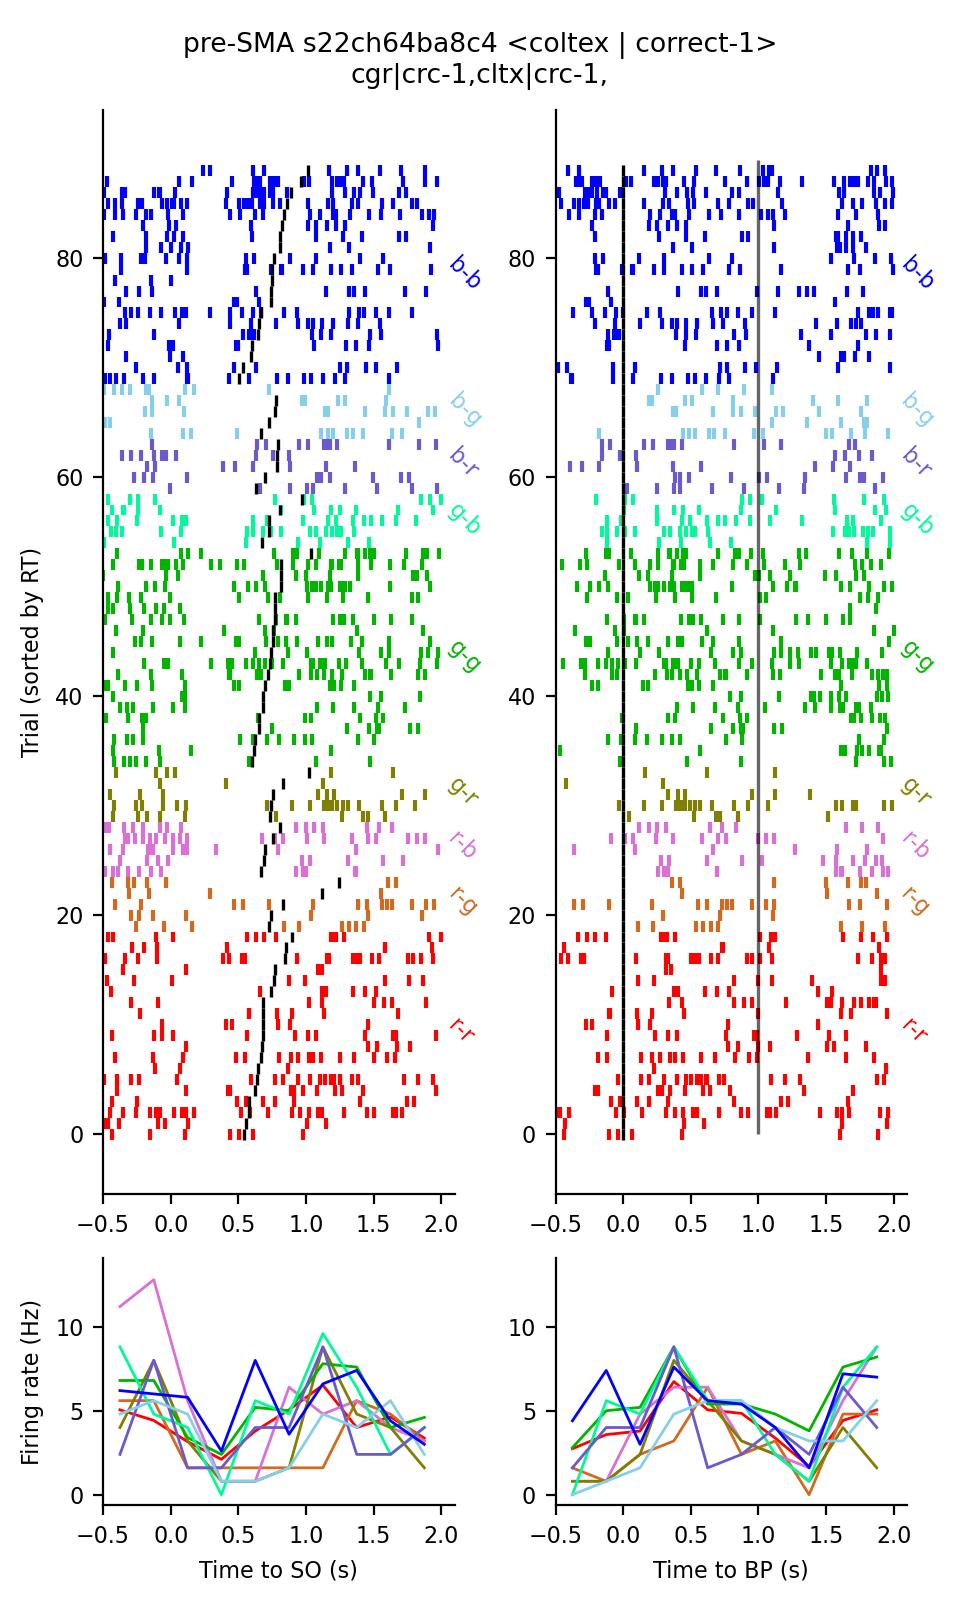 pre-SMA s22ch64ba8c4 <coltex | correct-1>
cgr|crc-1,cltx|crc-1,
Trial (sorted by RT)
80
60
40
20
0
b-b
b-g
b-r
g-b
g-g
g-r
r-b
r-g
r-r
−0.5 0.0 0.5 1.0 1.5 2.0
80
60
40
20
0
b-b
b-g
b-r
g-b
g-g
g-r
r-b
r-g
r-r
−0.5 0.0 0.5 1.0 1.5 2.0
Firing rate (Hz)
10
5
0
−0.5 0.0 0.5 1.0 1.5 2.0
Time to SO (s)
10
5
0
−0.5 0.0 0.5 1.0 1.5 2.0
Time to BP (s)